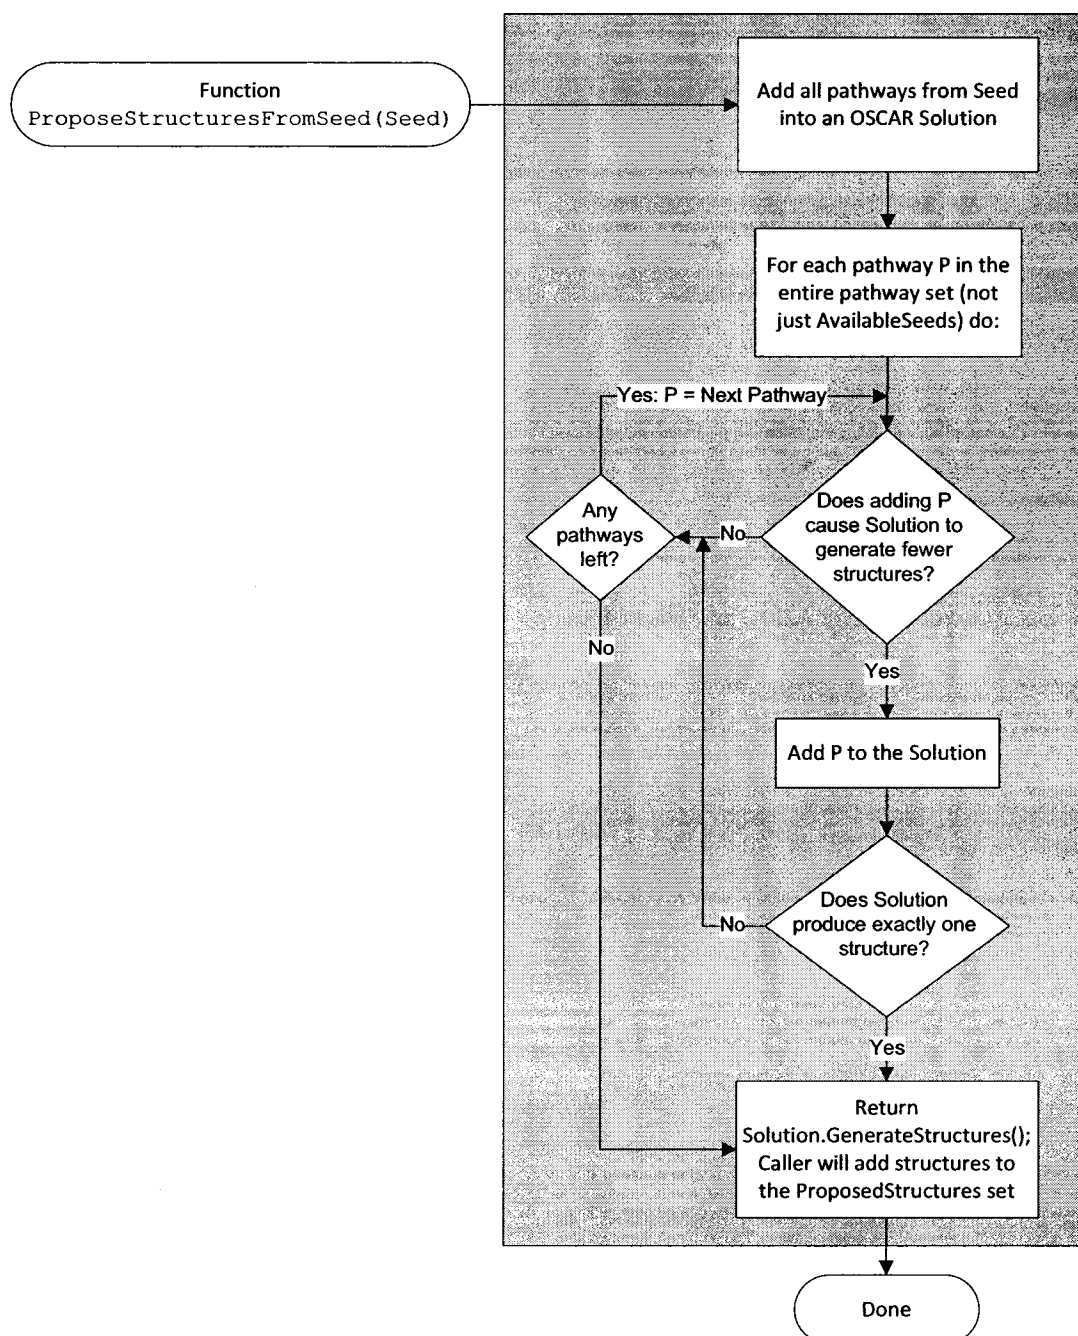 Function
ProposeStructuresFromSeed(Seed)
Add all pathways from Seed
into an OSCAR Solution
For each pathway P in the
entire pathway set (not
just AvailableSeeds) do:
Yes: P = Next Pathway
Does adding P
cause Solution to
generate fewer
structures?
No
Any
pathways
left?
No
Yes
Add P to the Solution
Does Solution
produce exactly one
structure?
No
Yes
Return
Solution.GenerateStructures();
Caller will add structures to
the ProposedStructures set
Done